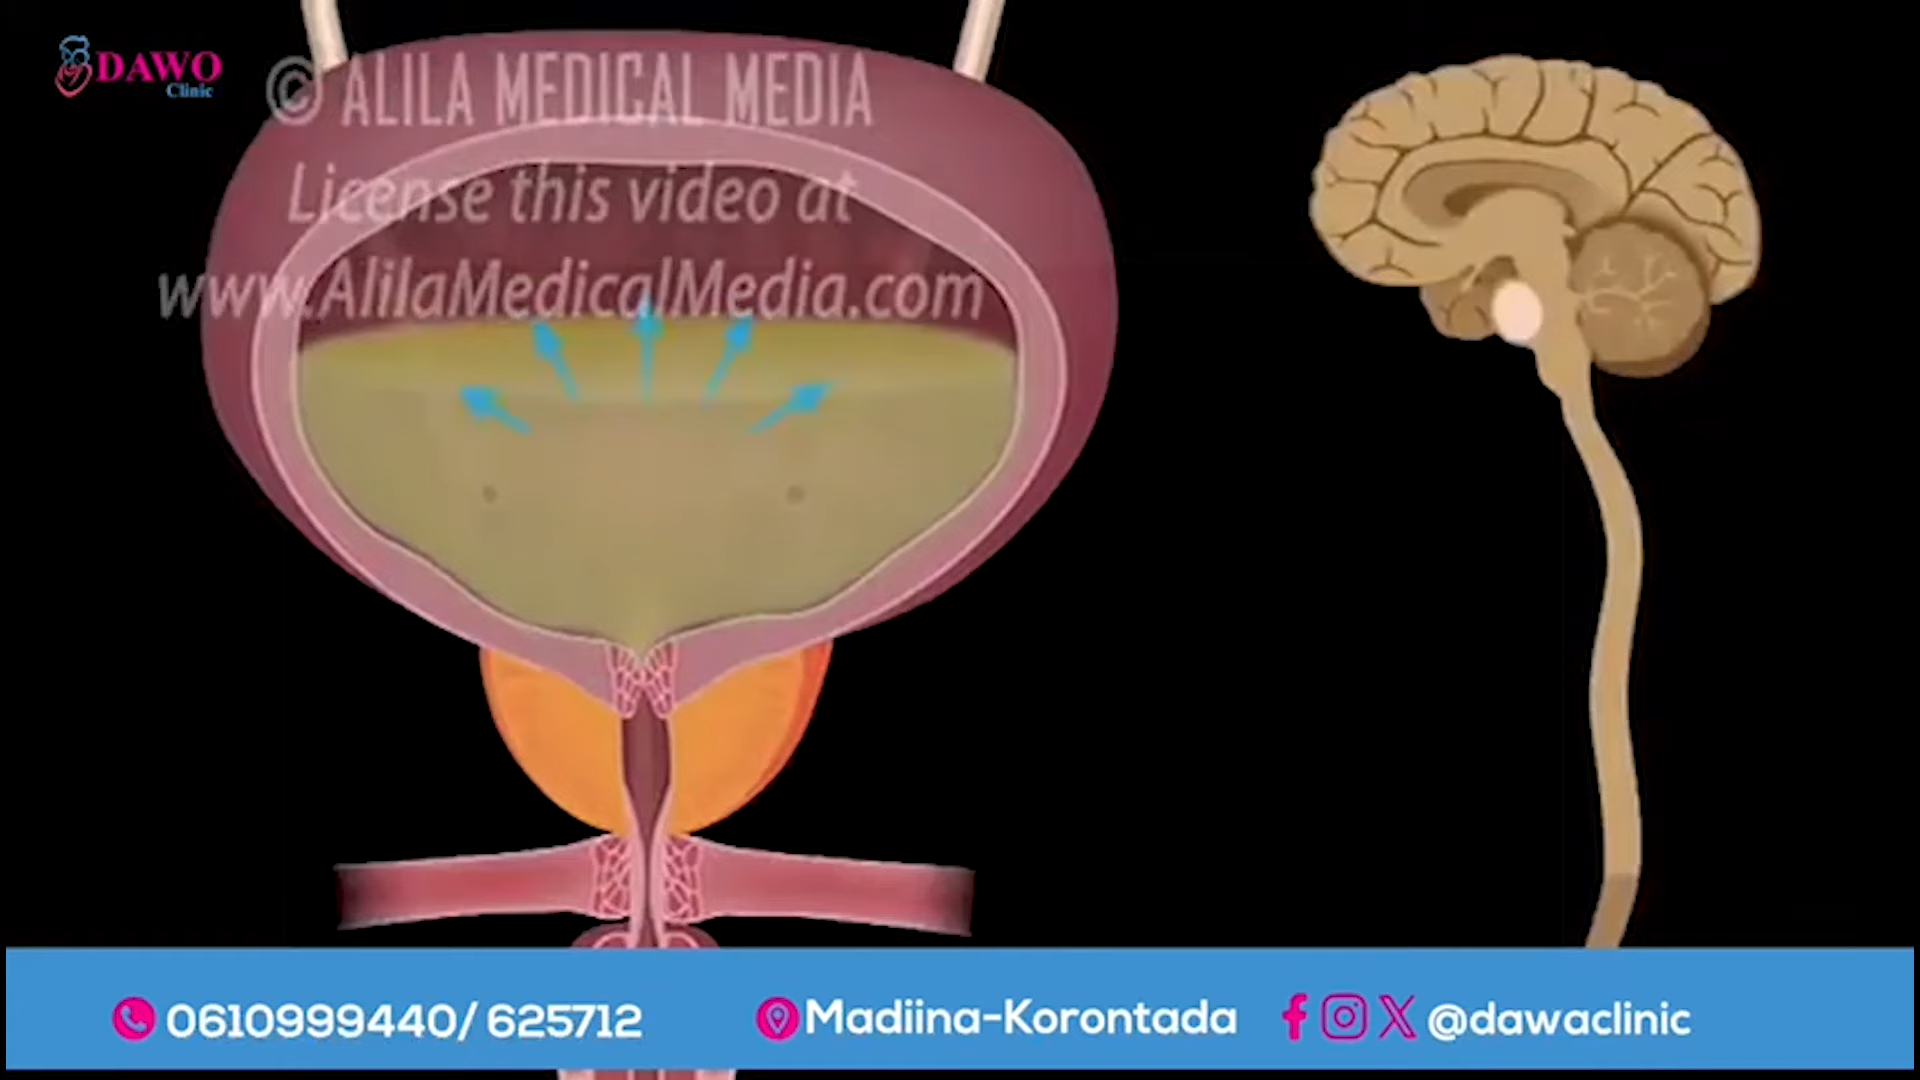 DAWO
Clinic
© ALILA MEDICAL MEDIA
License this video at
www.AlilaMedicalMedia.com
0610999440/ 625712
Madiina-Korontada
@dawaclinic